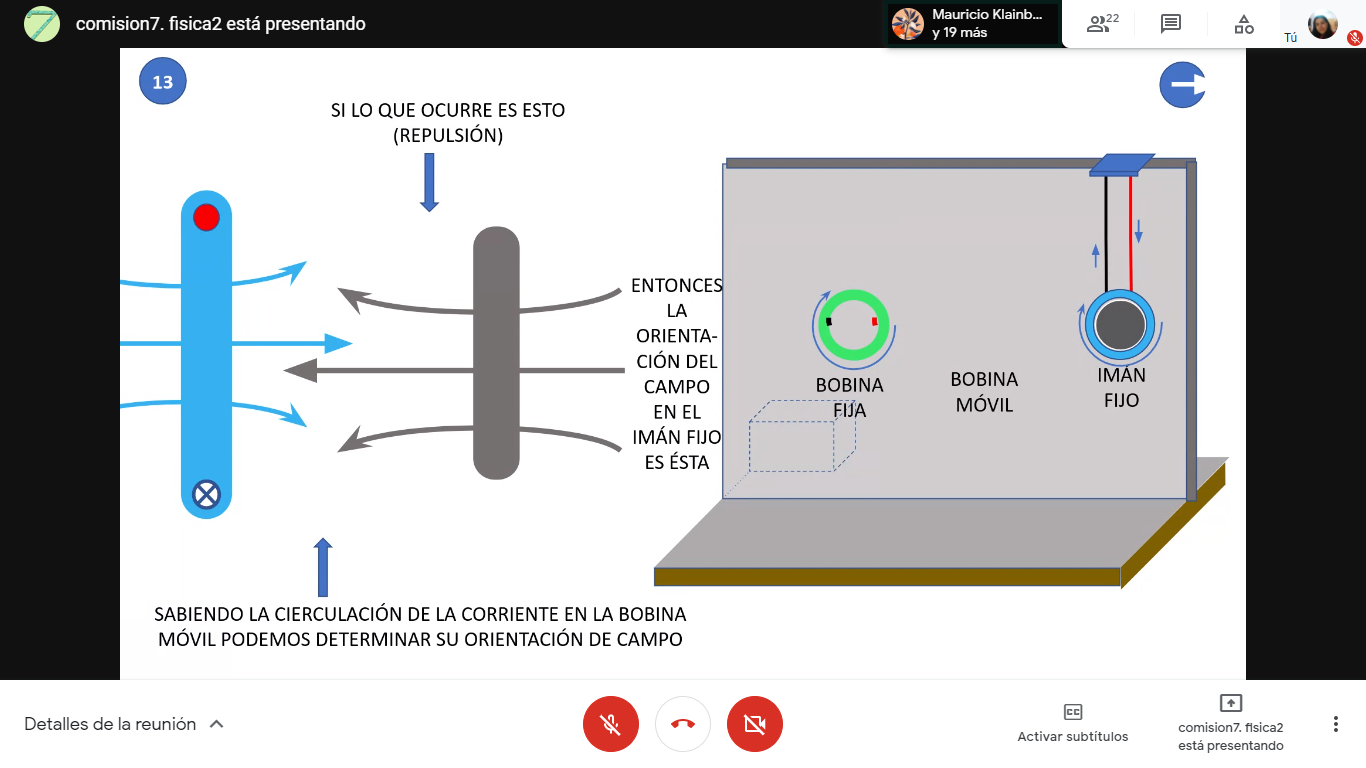 comision7. fisica2 está presentando
Mauricio Klainb...
y 19 más
22
Tú
13
SI LO QUE OCURRE ES ESTO
(REPULSIÓN)
ENTONCES
LA
ORIENTA-
CIÓN DEL
CAMPO
EN EL
IMÁN FIJO
ES ÉSTA
BOBINA
FIJA
BOBINA
MÓVIL
IMÁN
FIJO
SABIENDO LA CIERCULACIÓN DE LA CORRIENTE EN LA BOBINA
MÓVIL PODEMOS DETERMINAR SU ORIENTACIÓN DE CAMPO
Detalles de la reunión
Activar subtítulos
comision7. fisica2
está presentando